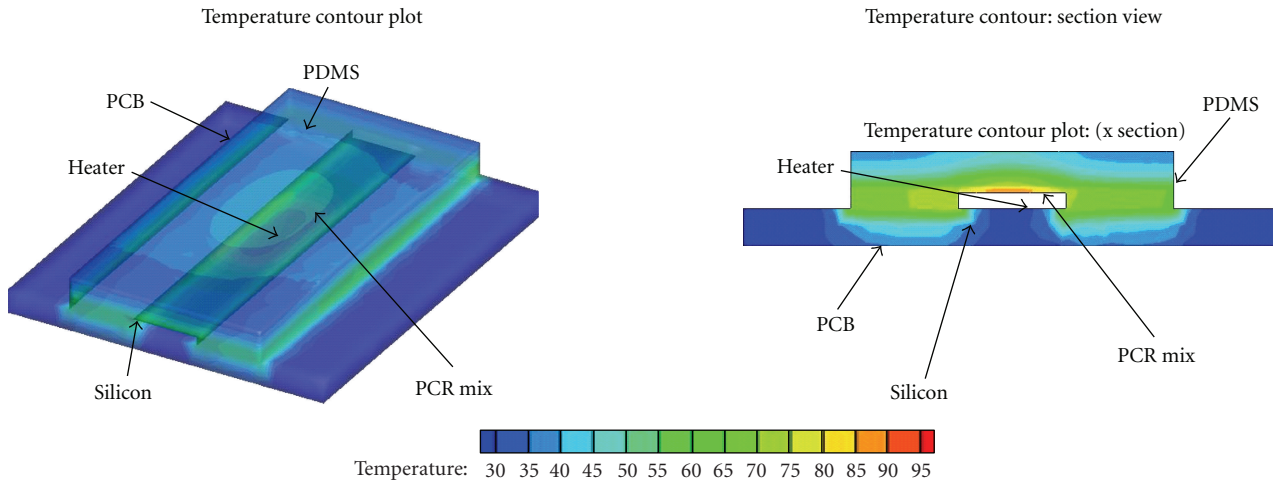 Temperature contour plot
PDMS
PCB
Heater
Silicon
PCR mix
Temperature contour: section view
PDMS
Temperature contour plot: (x section)
Heater
PCB
Silicon
PCR mix
Temperature: 30 35 40 45 50 55 60 65 70 75 80 85 90 95